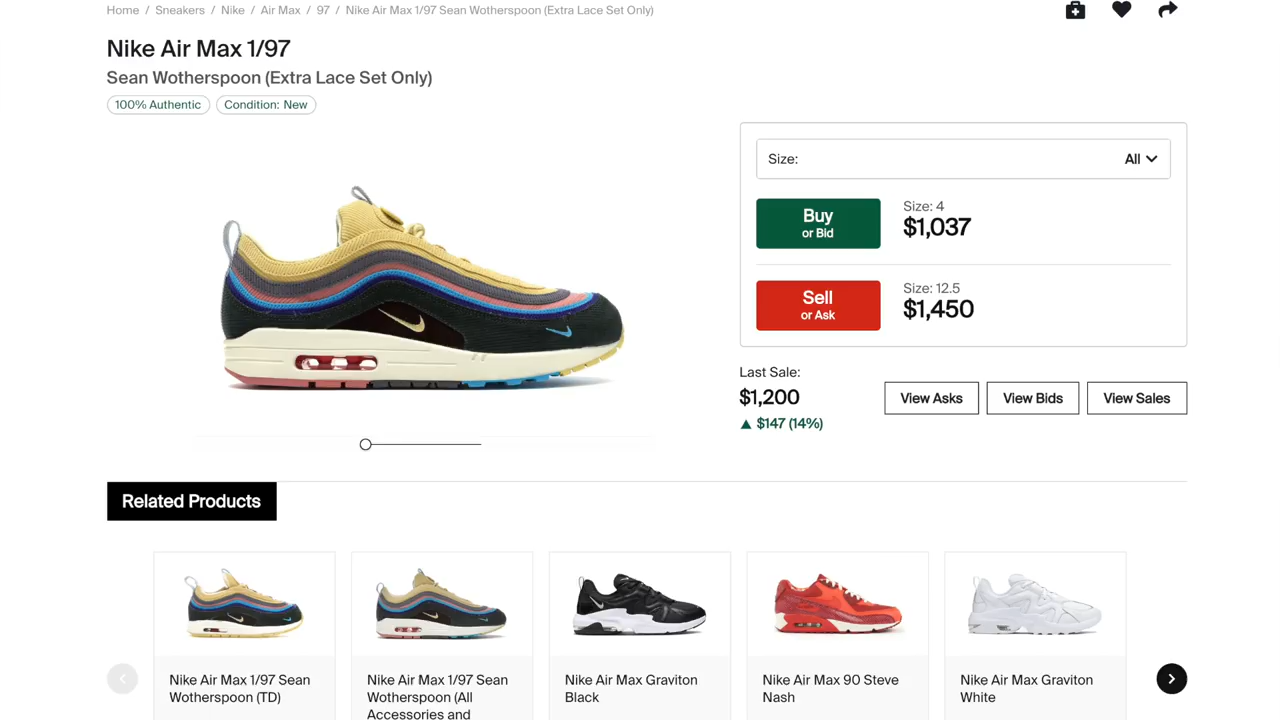 Home / Sneakers / Nike / Air Max / 97 / Nike Air Max 1/97 Sean Wotherspoon (Extra Lace Set Only)
Nike Air Max 1/97
Sean Wotherspoon (Extra Lace Set Only)
100% Authentic
Condition: New
Size:
All
Buy
or Bid
Size: 4
$1,037
Sell
or Ask
Size: 12.5
$1,450
Last Sale:
$1,200
▲ $147 (14%)
View Asks
View Bids
View Sales
Related Products
Nike Air Max 1/97 Sean
Wotherspoon (TD)
Nike Air Max 1/97 Sean
Wotherspoon (All
Accessories and
Nike Air Max Graviton
Black
Nike Air Max 90 Steve
Nash
Nike Air Max Graviton
White